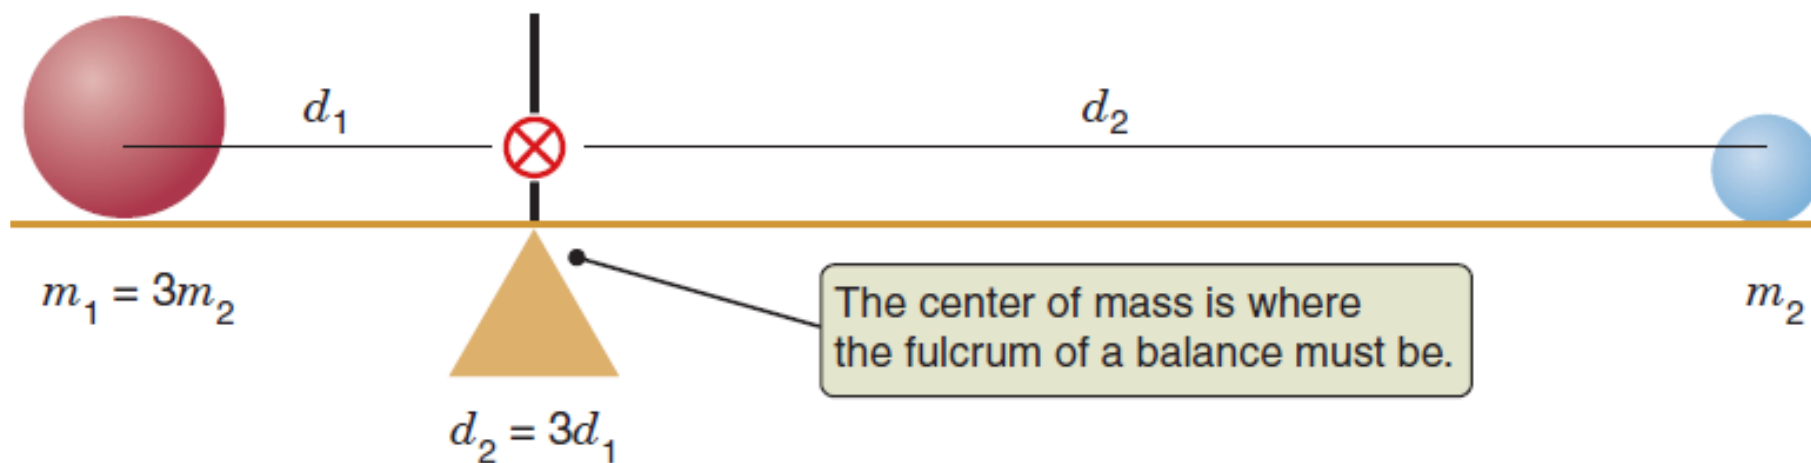 d₁
d₂
m₁ = 3m₂
The center of mass is where
the fulcrum of a balance must be.
m₂
d₂ = 3d₁